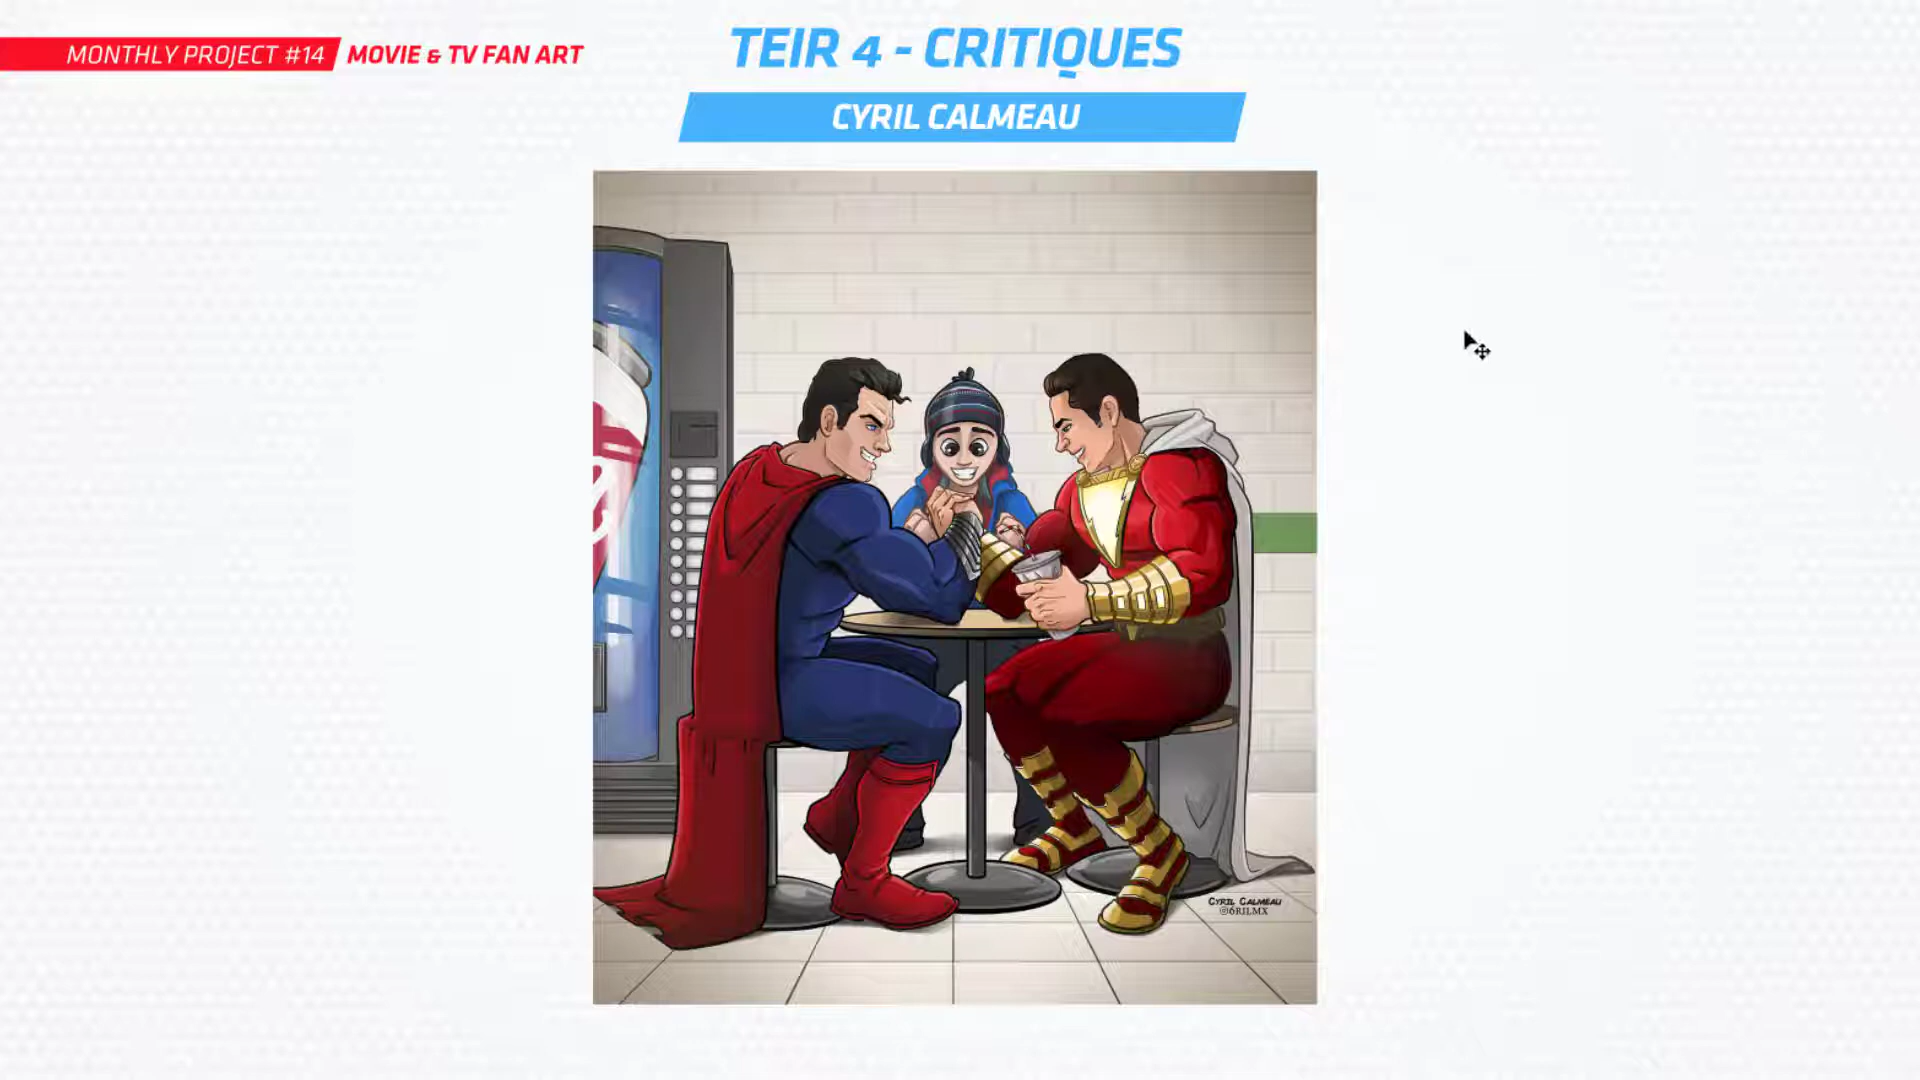 MONTHLY PROJECT #14 MOVIE & TV FAN ART
TEIR 4 - CRITIQUES
CYRIL CALMEAU
CYRIL CALMEAU
@6RILMX